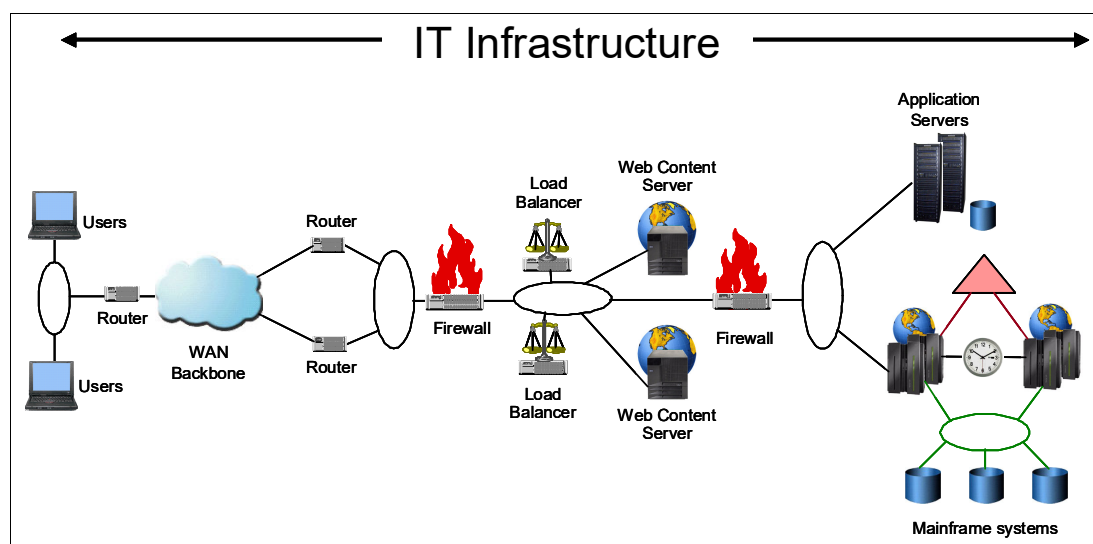 IT Infrastructure
Application
Servers
Web Content
Server
Load
Balancer
Users
Router
Router
WAN
Backbone
Firewall
Firewall
Router
Users
Load
Balancer
Web Content
Server
Mainframe systems